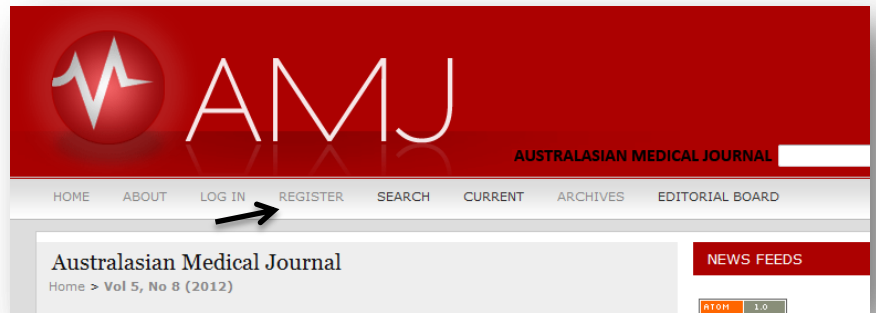 AMJ
AUSTRALASIAN MEDICAL JOURNAL
HOME ABOUT LOG IN REGISTER SEARCH CURRENT ARCHIVES EDITORIAL BOARD
Australasian Medical Journal
Home > Vol 5, No 8 (2012)
NEWS FEEDS
ATOM 1.0